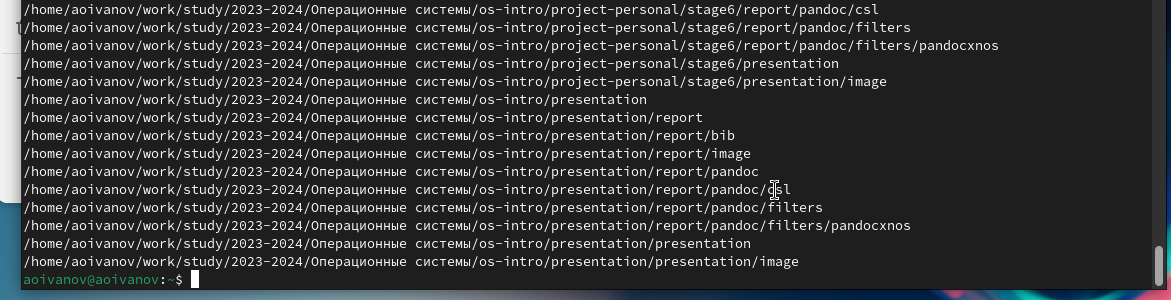 /home/aoivanov/work/study/2023-2024/Операционные системы/os-intro/project-personal/stage6/report/pandoc/csl
/home/aoivanov/work/study/2023-2024/Операционные системы/os-intro/project-personal/stage6/report/pandoc/filters
/home/aoivanov/work/study/2023-2024/Операционные системы/os-intro/project-personal/stage6/report/pandoc/filters/pandocxnos
/home/aoivanov/work/study/2023-2024/Операционные системы/os-intro/project-personal/stage6/presentation
/home/aoivanov/work/study/2023-2024/Операционные системы/os-intro/project-personal/stage6/presentation/image
/home/aoivanov/work/study/2023-2024/Операционные системы/os-intro/presentation
/home/aoivanov/work/study/2023-2024/Операционные системы/os-intro/presentation/report
/home/aoivanov/work/study/2023-2024/Операционные системы/os-intro/presentation/report/bib
/home/aoivanov/work/study/2023-2024/Операционные системы/os-intro/presentation/report/image
/home/aoivanov/work/study/2023-2024/Операционные системы/os-intro/presentation/report/pandoc
/home/aoivanov/work/study/2023-2024/Операционные системы/os-intro/presentation/report/pandoc/csl
/home/aoivanov/work/study/2023-2024/Операционные системы/os-intro/presentation/report/pandoc/filters
/home/aoivanov/work/study/2023-2024/Операционные системы/os-intro/presentation/report/pandoc/filters/pandocxnos
/home/aoivanov/work/study/2023-2024/Операционные системы/os-intro/presentation/presentation
/home/aoivanov/work/study/2023-2024/Операционные системы/os-intro/presentation/presentation/image
aoivanov@aoivanov:~$